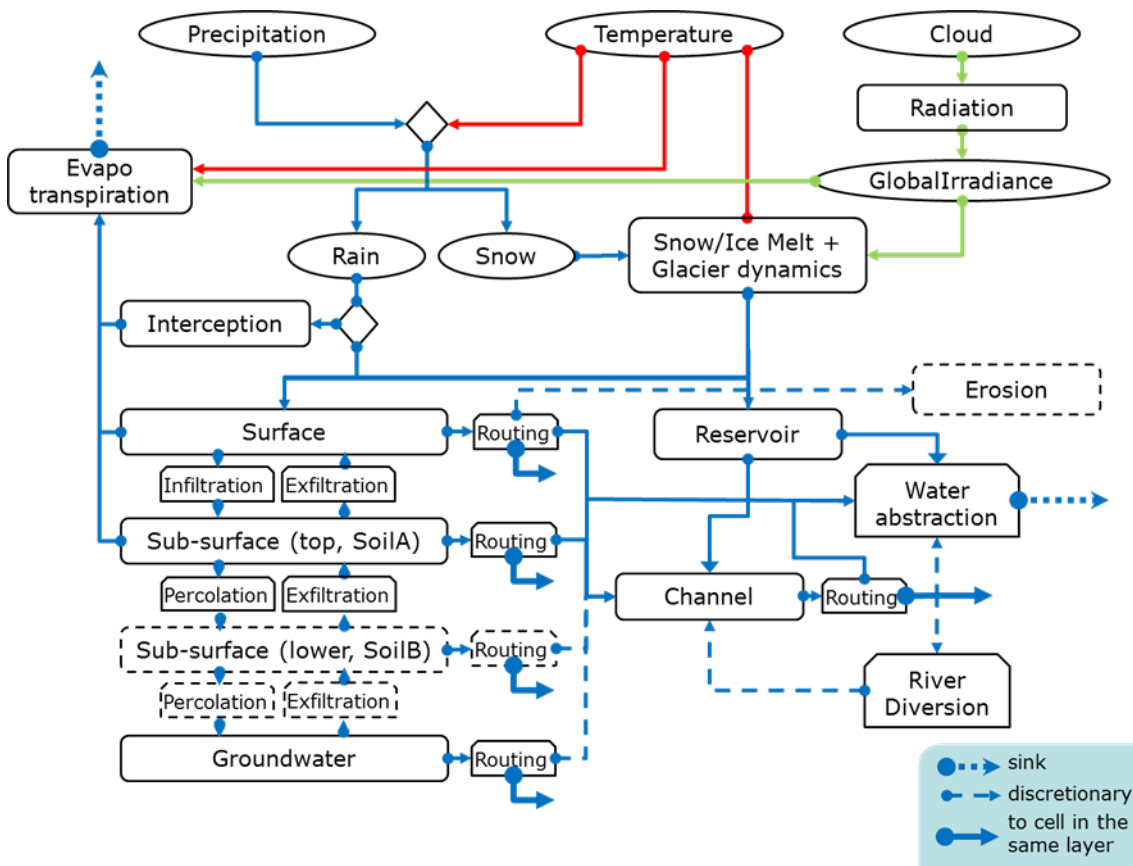 Precipitation
Temperature
Cloud
Radiation
Evapo
transpiration
GlobalIrradiance
Rain
Snow
Snow/Ice Melt +
Glacier dynamics
Interception
Erosion
Surface
Routing
Reservoir
Infiltration
Exfiltration
Water
abstraction
Sub-surface (top, SoilA)
Routing
Percolation
Exfiltration
Channel
Routing
Sub-surface (lower, SoilB)
Routing
River
Diversion
Percolation
Exfiltration
Groundwater
Routing
sink
discretionary
to cell in the
same layer